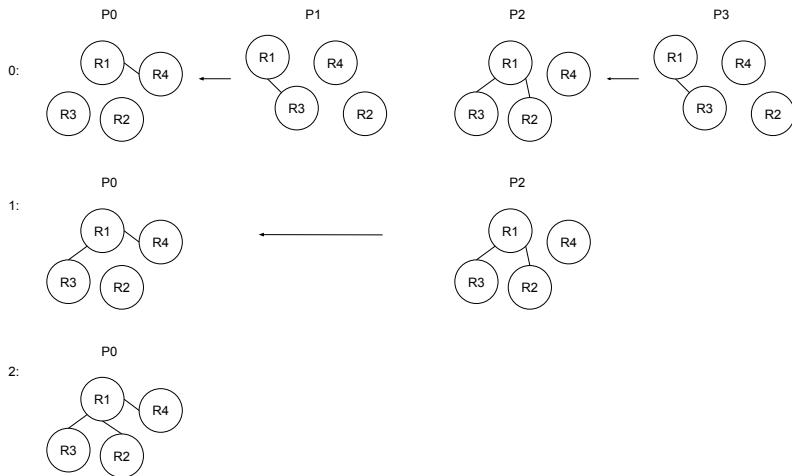 P0 P1 P2 P3
0:
R1 R4 R1 R4 R1 R4 R1 R4
R3 R2 R3 R2 R3 R2 R3 R2
P0 P2
1:
R1 R4 R1 R4
R3 R2 R3 R2
P0
2:
R1 R4
R3 R2